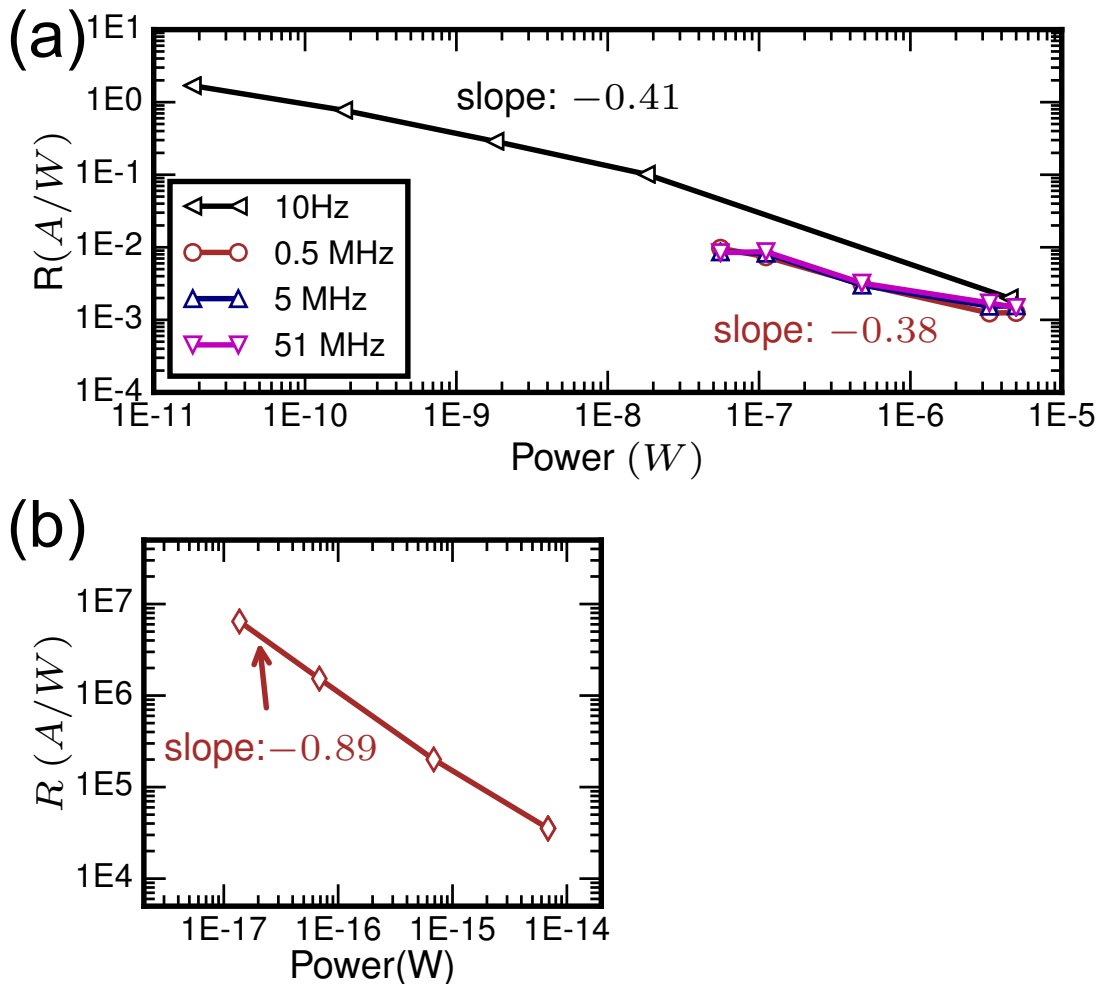 (a)
1E1
1E0
1E-1
1E-2
1E-3
1E-4
R(A/W)
slope: −0.41
10Hz
0.5 MHz
5 MHz
51 MHz
slope: −0.38
1E-11 1E-10 1E-9 1E-8 1E-7 1E-6 1E-5
Power (W)
(b)
1E7
1E6
1E5
1E4
R (A/W)
slope:−0.89
1E-17 1E-16 1E-15 1E-14
Power(W)